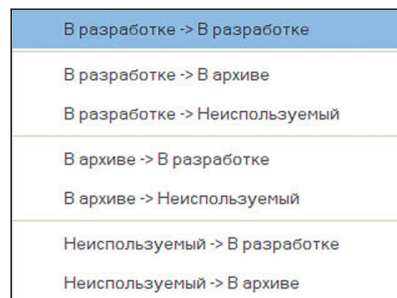 В разработке -> В разработке
В разработке -> В архиве
В разработке -> Неиспользуемый
В архиве -> В разработке
В архиве -> Неиспользуемый
Неиспользуемый -> В разработке
Неиспользуемый -> В архиве